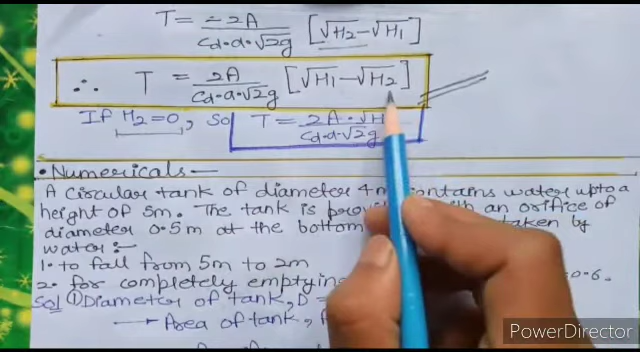 T = -2A / Cd·a·√2g [√H2-√H1]
∴ T = 2A / Cd·a·√2g [√H1-√H2]
If H2=0, so T = 2A·√H / Cd·a·√2g
• Numericals —
A Circular tank of diameter 4m contains water upto a
height of 5m. The tank is with an orifice of
diameter 0.5m at the bottom taken by
water :-
1. to fall from 5m to 2m
2. for completely emptying =0.6.
Sol ① Diameter of tank, D =
→ Area of tank,
PowerDirector